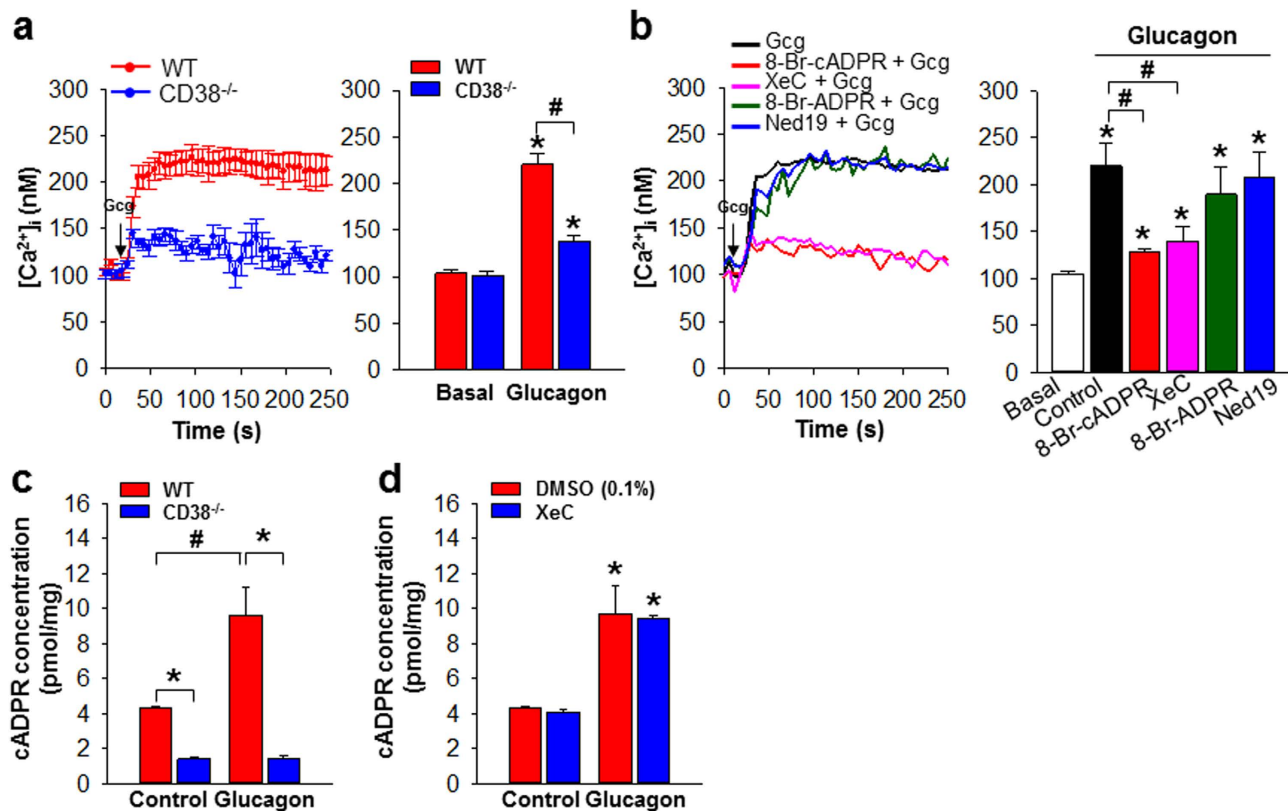 a
WT
CD38-/-
[Ca2+]i (nM)
300
250
200
150
100
50
0
Gcg
0 50 100 150 200 250
Time (s)
WT
CD38-/-
300
250
200
150
100
50
0
#
*
*
Basal Glucagon
b
Gcg
8-Br-cADPR + Gcg
XeC + Gcg
8-Br-ADPR + Gcg
Ned19 + Gcg
[Ca2+]i (nM)
300
250
200
150
100
50
0
Gcg
0 50 100 150 200 250
Time (s)
Glucagon
300
250
200
150
100
50
0
#
#
* * * * *
Basal
Control
8-Br-cADPR
XeC
8-Br-ADPR
Ned19
c
WT
CD38-/-
cADPR concentration
(pmol/mg)
16
14
12
10
8
6
4
2
0
# *
*
Control Glucagon
d
DMSO (0.1%)
XeC
cADPR concentration
(pmol/mg)
16
14
12
10
8
6
4
2
0
* *
Control Glucagon